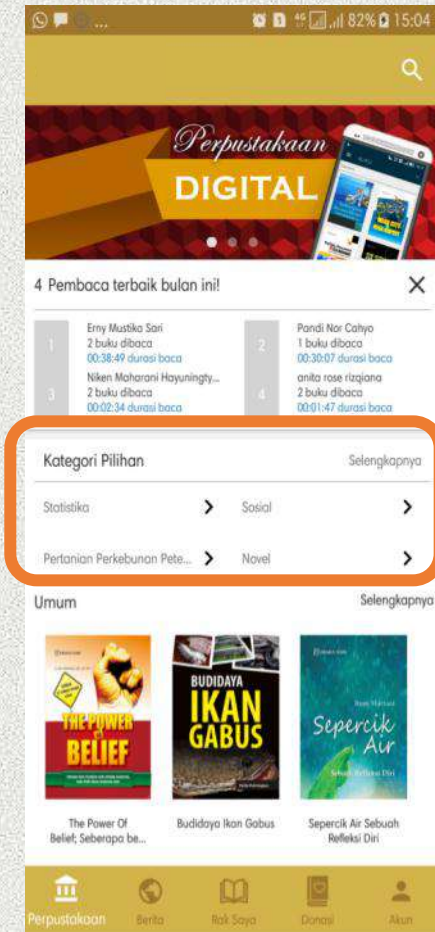 ... 4G 82% 15:04
Perpustakaan
DIGITAL
4 Pembaca terbaik bulan ini!
1
Erny Mustika Sari
2 buku dibaca
00:38:49 durasi baca
2
Pandi Nor Cahyo
1 buku dibaca
00:30:07 durasi baca
3
Niken Maharani Hayuningty...
2 buku dibaca
00:02:34 durasi baca
4
anita rose rizqiana
2 buku dibaca
00:01:47 durasi baca
Kategori Pilihan Selengkapnya
Statistika Sosial
Pertanian Perkebunan Pete... Novel
Umum Selengkapnya
THE POWER
OF
BELIEF
BUDIDAYA
IKAN
GABUS
Sepercik
Air
Sebuah Refleksi Diri
The Power Of
Belief; Seberapa be...
Budidaya Ikan Gabus
Sepercik Air Sebuah
Refleksi Diri
Perpustakaan Berita Rak Saya Donasi Akun